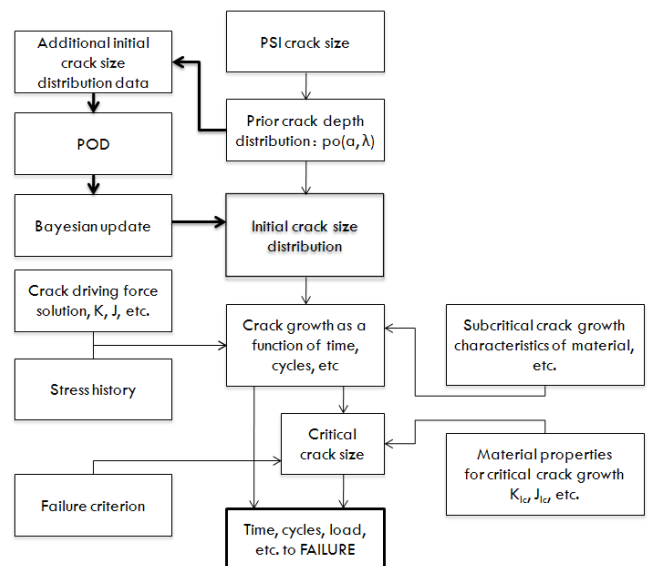 Additional initial
crack size
distribution data
PSI crack size
Prior crack depth
distribution : po(a, λ)
POD
Bayesian update
Initial crack size
distribution
Crack driving force
solution, K, J, etc.
Crack growth as a
function of time,
cycles, etc
Subcritical crack growth
characteristics of material,
etc.
Stress history
Critical
crack size
Material properties
for critical crack growth
KIc, JIc, etc.
Failure criterion
Time, cycles, load,
etc. to FAILURE